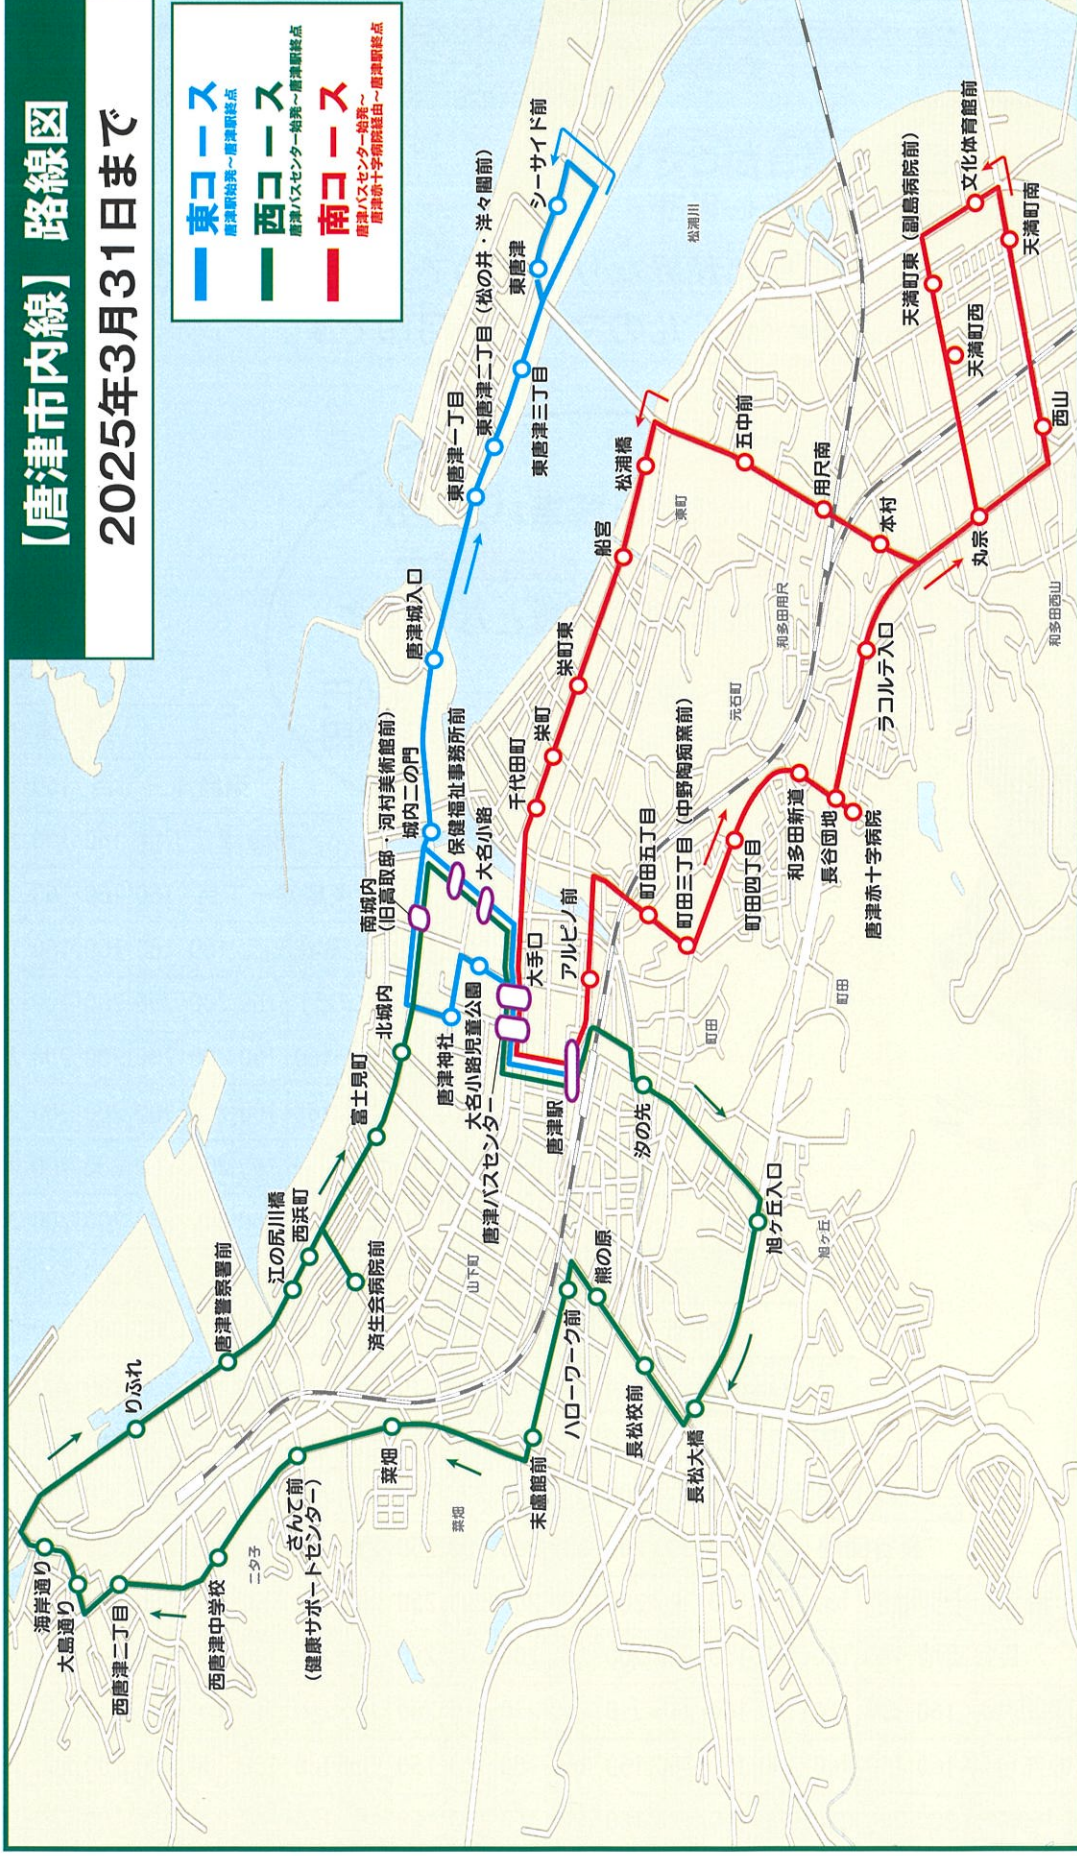 【唐津市内線】 路線図
2025年3月31日まで
東コース
唐津駅始発～唐津駅終点
西コース
唐津バスセンター始発～唐津駅終点
南コース
唐津バスセンター始発～
唐津赤十字病院経由～唐津駅終点
海岸通り
大島通り
西唐津二丁目
西唐津中学校
さんて前
(健康サポートセンター)
二タ子
りふれ
唐津警察署前
江の尻川橋
西浜町
済生会病院前
富士見町
北城内
菜畑
菜畑
末盧館前
ハローワーク前
熊の原
長松校前
長松大橋
旭ヶ丘入口
旭ヶ丘
汐の先
山下町
唐津バスセンター
大名小路児童公園
唐津神社
唐津駅
大手口
南城内
(旧高取邸・河村美術館前)
城内二の門
保健福祉事務所前
大名小路
唐津城入口
東唐津一丁目
東唐津二丁目(松の井・洋々閣前)
東唐津三丁目
東唐津
シーサイド前
松浦川
千代田町
栄町
栄町東
船宮
松浦橋
東町
五中前
用尺南
本村
和多田用尺
元石町
アルピノ前
町田五丁目
町田三丁目(中野陶痴窯前)
町田四丁目
町田
町田
和多田新道
長谷団地
唐津赤十字病院
ラコルテ入口
丸宗
和多田西山
西山
天満町西
天満町東(副島病院前)
文化体育館前
天満町南